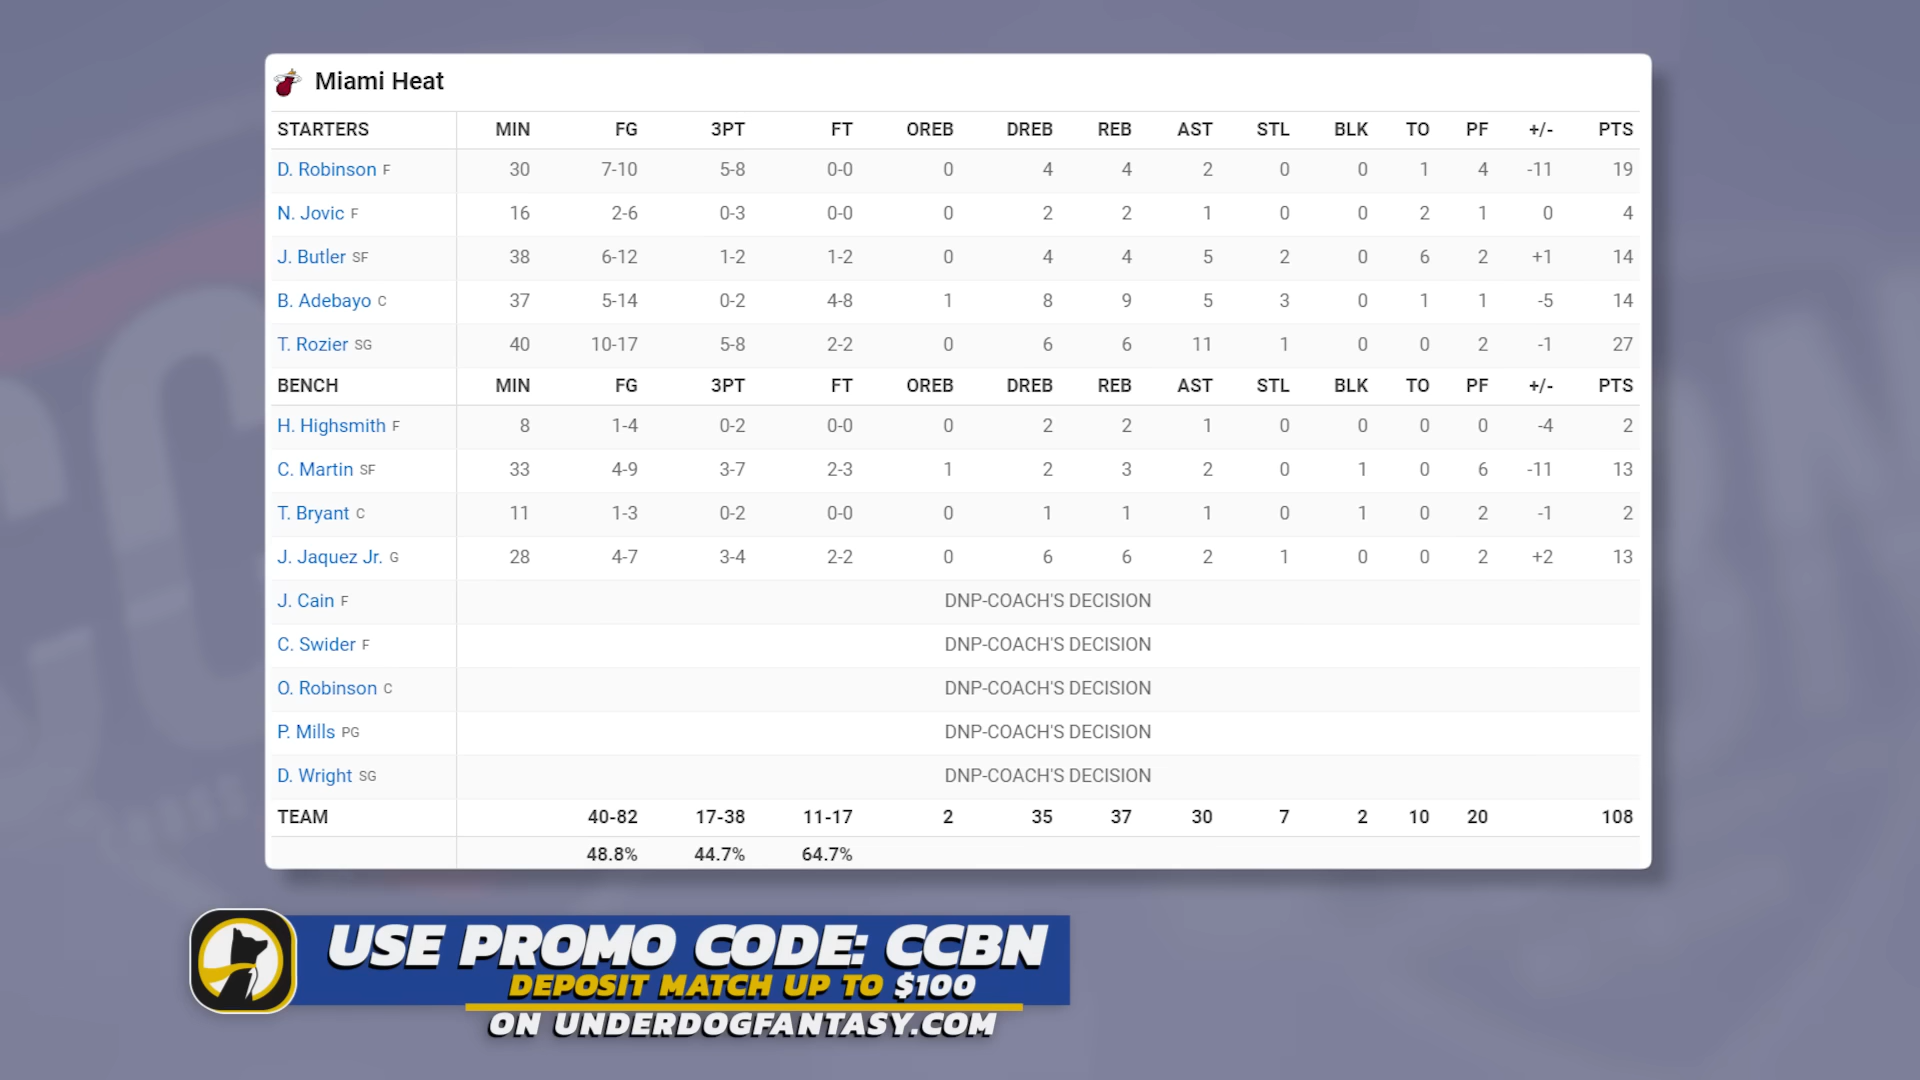 Miami Heat
STARTERS MIN FG 3PT FT OREB DREB REB AST STL BLK TO PF +/- PTS
D. Robinson F 30 7-10 5-8 0-0 0 4 4 2 0 0 1 4 -11 19
N. Jovic F 16 2-6 0-3 0-0 0 2 2 1 0 0 2 1 0 4
J. Butler SF 38 6-12 1-2 1-2 0 4 4 5 2 0 6 2 +1 14
B. Adebayo C 37 5-14 0-2 4-8 1 8 9 5 3 0 1 1 -5 14
T. Rozier SG 40 10-17 5-8 2-2 0 6 6 11 1 0 0 2 -1 27
BENCH MIN FG 3PT FT OREB DREB REB AST STL BLK TO PF +/- PTS
H. Highsmith F 8 1-4 0-2 0-0 0 2 2 1 0 0 0 0 -4 2
C. Martin SF 33 4-9 3-7 2-3 1 2 3 2 0 1 0 6 -11 13
T. Bryant C 11 1-3 0-2 0-0 0 1 1 1 0 1 0 2 -1 2
J. Jaquez Jr. G 28 4-7 3-4 2-2 0 6 6 2 1 0 0 2 +2 13
J. Cain F DNP-COACH'S DECISION
C. Swider F DNP-COACH'S DECISION
O. Robinson C DNP-COACH'S DECISION
P. Mills PG DNP-COACH'S DECISION
D. Wright SG DNP-COACH'S DECISION
TEAM 40-82 17-38 11-17 2 35 37 30 7 2 10 20 108
48.8% 44.7% 64.7%
USE PROMO CODE: CCBN
DEPOSIT MATCH UP TO $100
ON UNDERDOGFANTASY.COM